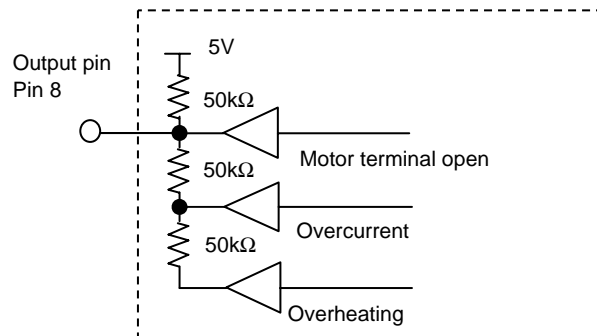 5V
Output pin
Pin 8
50kΩ
Motor terminal open
50kΩ
Overcurrent
50kΩ
Overheating